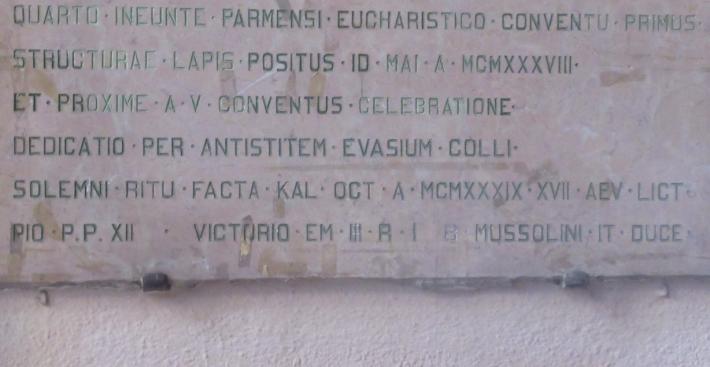 QUARTO · INEUNTE · PARMENSI · EUCHARISTICO · CONVENTU · PRIMUS ·
STRUCTURAE · LAPIS · POSITUS · ID · MAI · A · MCMXXXVIII ·
ET · PROXIME · A · V · CONVENTUS · CELEBRATIONE ·
DEDICATIO · PER · ANTISTITEM · EVASIUM · COLLI ·
SOLEMNI · RITU · FACTA · KAL · OCT · A · MCMXXXIX · XVII · AEV · LICT ·
PIO · P.P. XII · VICTORIO · EM · III · R · I B · MUSSOLINI · IT · DUCE ·